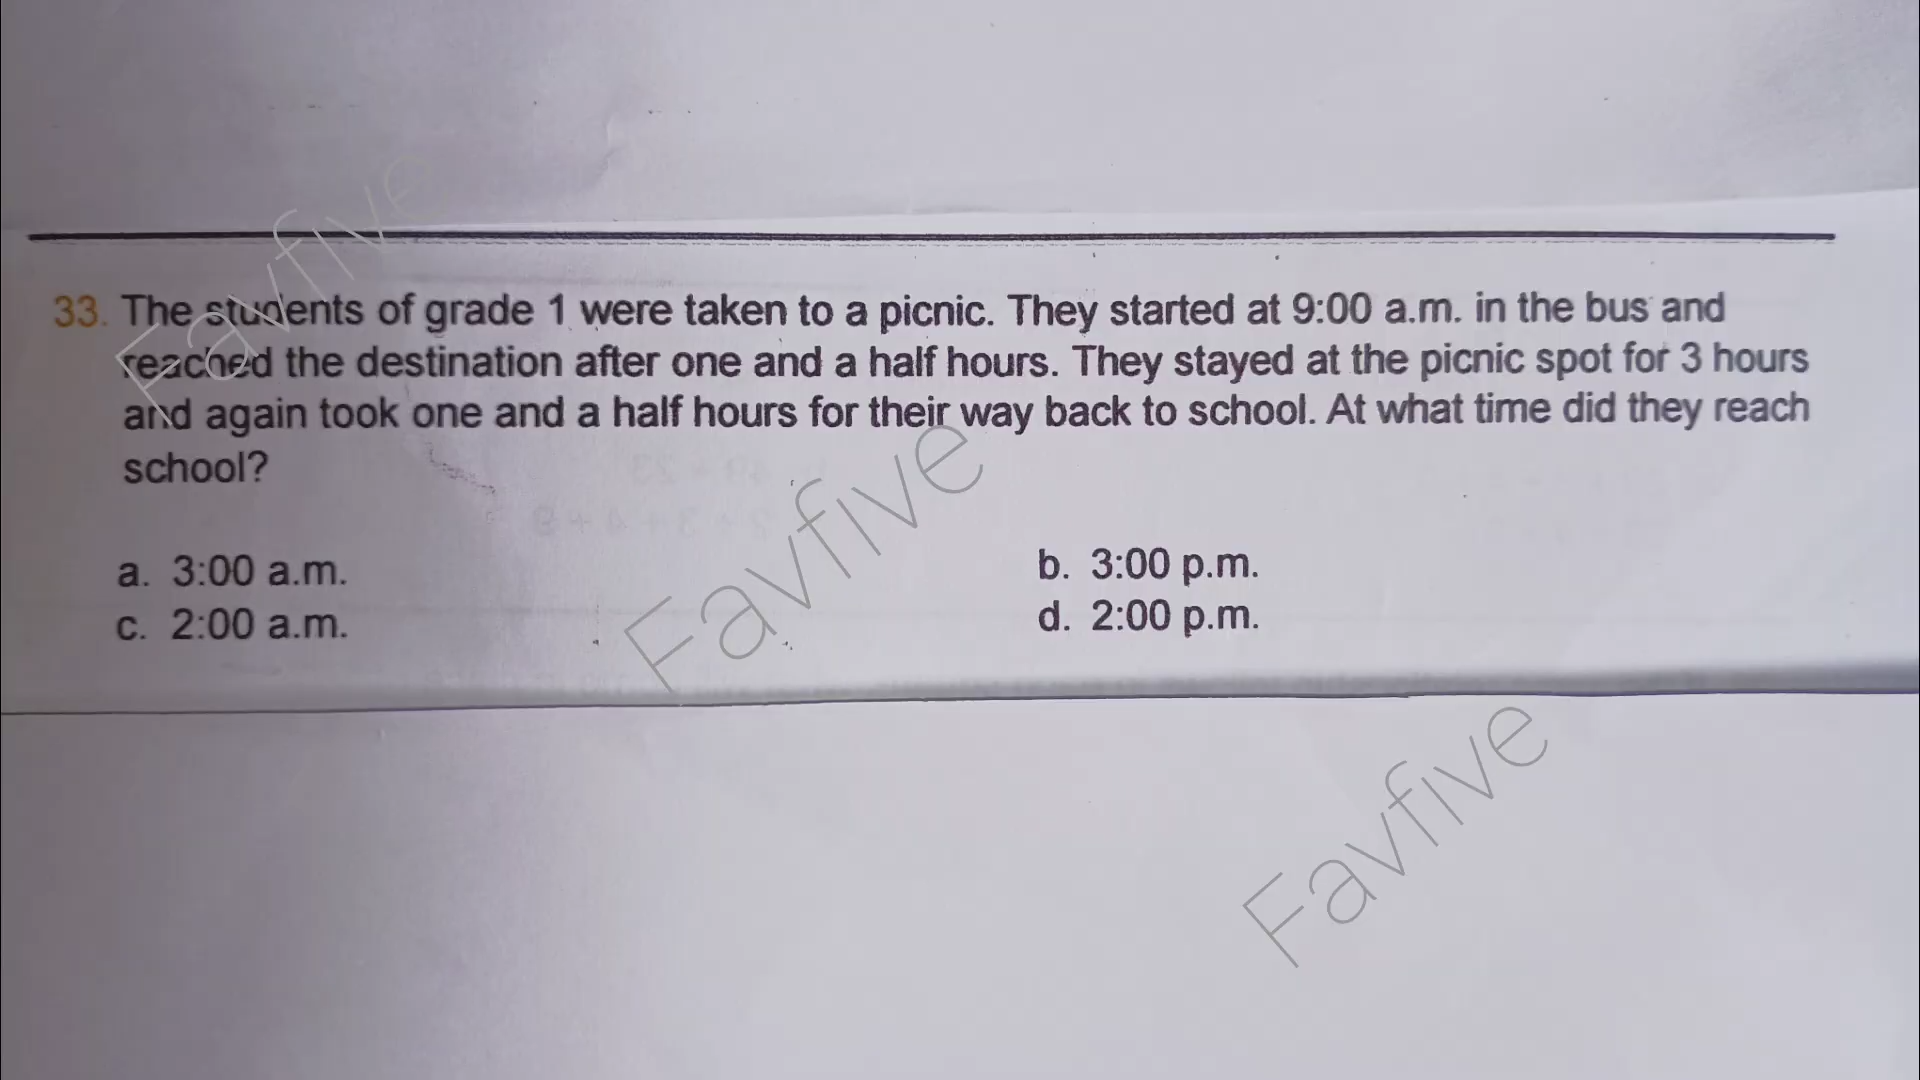 Favfive
33. The students of grade 1 were taken to a picnic. They started at 9:00 a.m. in the bus and
reached the destination after one and a half hours. They stayed at the picnic spot for 3 hours
and again took one and a half hours for their way back to school. At what time did they reach
school?
a. 3:00 a.m.
b. 3:00 p.m.
c. 2:00 a.m.
d. 2:00 p.m.
Favfive
Favfive